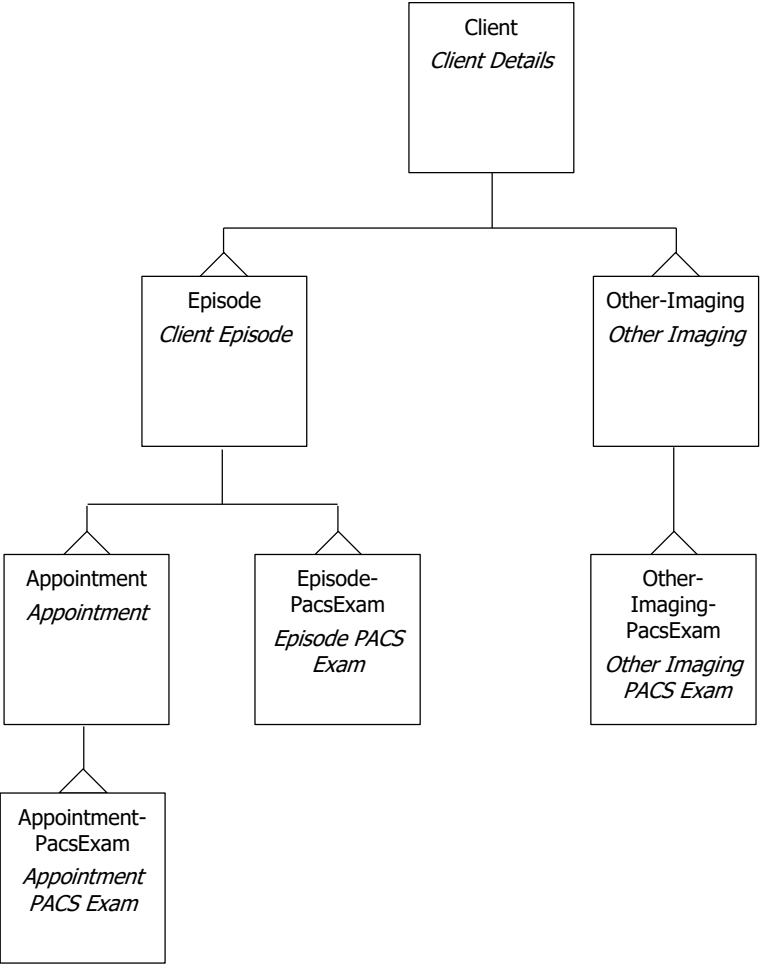 Client
Client Details
Episode
Client Episode
Other-Imaging
Other Imaging
Appointment
Appointment
Episode-
PacsExam
Episode PACS
Exam
Other-
Imaging-
PacsExam
Other Imaging
PACS Exam
Appointment-
PacsExam
Appointment
PACS Exam